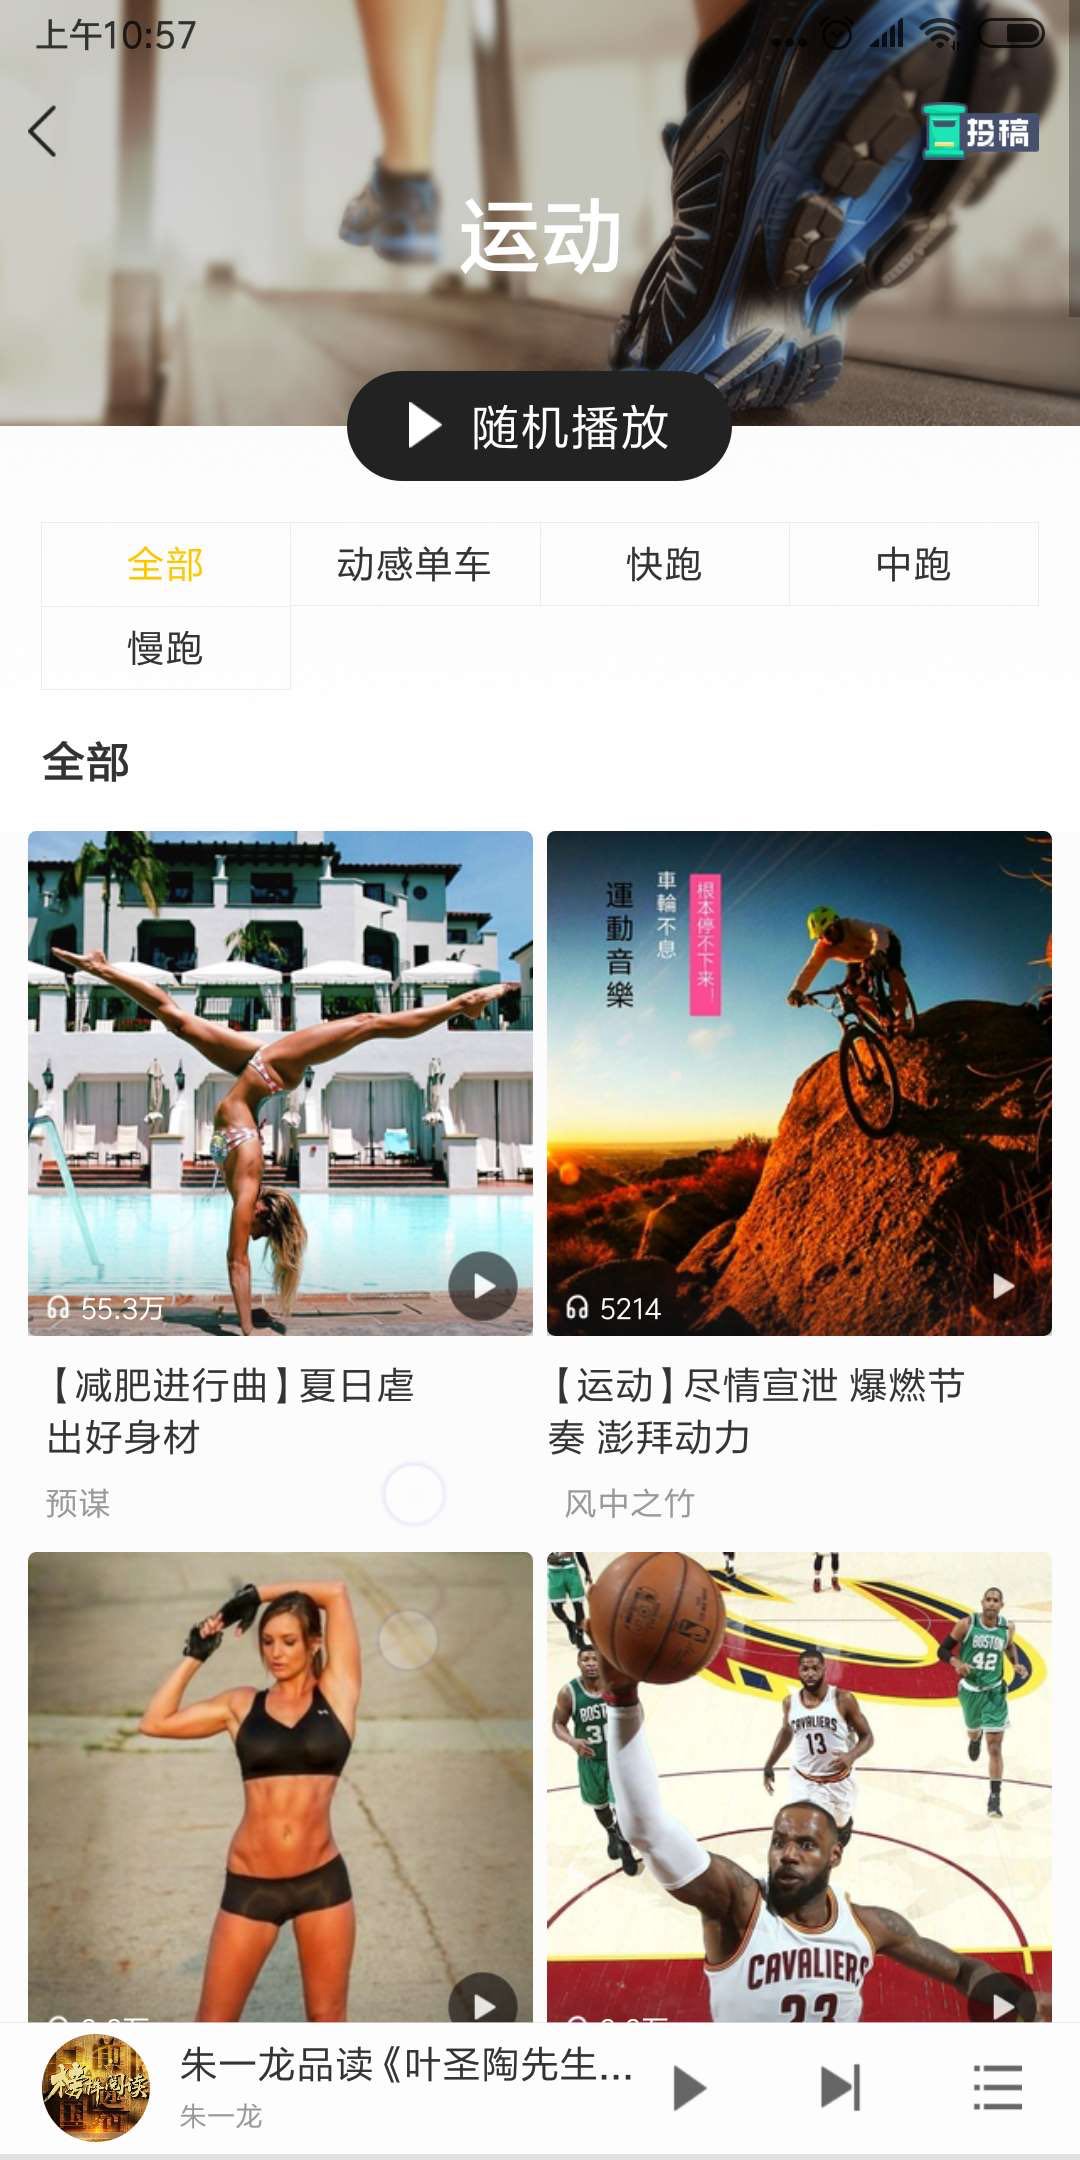 上午10:57
投稿
运动
随机播放
全部
动感单车
快跑
中跑
慢跑
全部
運動音樂
車輪不息
根本停不下来!
55.3万
5214
【减肥进行曲】夏日虐
出好身材
【运动】尽情宣泄 爆燃节
奏 澎拜动力
预谋
风中之竹
BOSTON
42
CAVALIERS
13
CAVALIERS
23
朱一龙品读《叶圣陶先生...
朱一龙